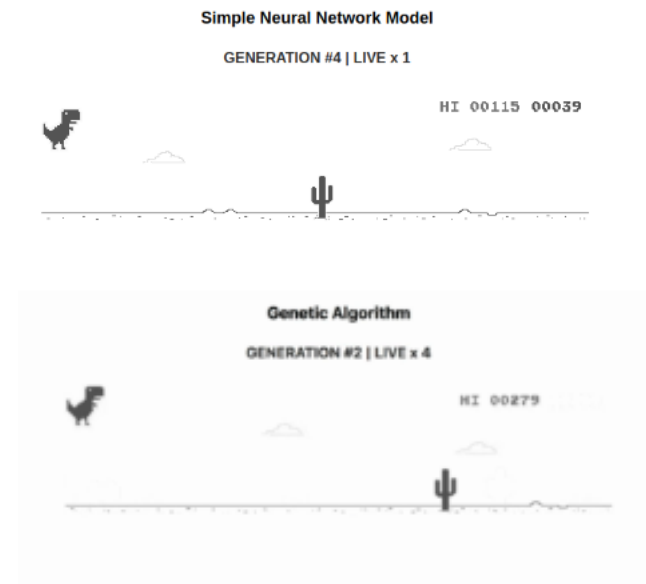 Simple Neural Network Model
GENERATION #4 | LIVE x 1
HI 00115 00039
Genetic Algorithm
GENERATION #2 | LIVE x 4
HI 00279